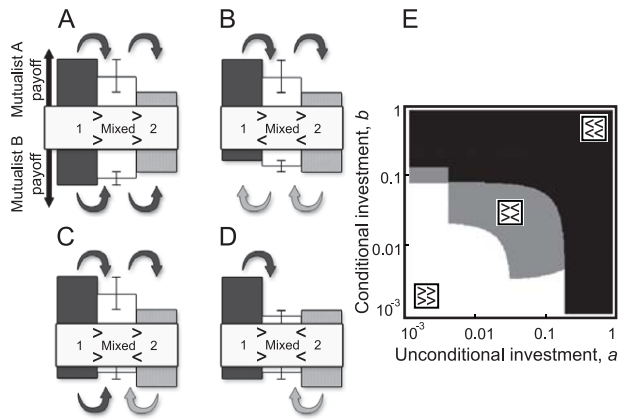 A
B
C
D
E
Mutualist A
payoff
Mutualist B
payoff
> >
1 Mixed 2
> >
> >
1 Mixed 2
< <
> >
1 Mixed 2
> <
> >
1 Mixed 2
> <
Conditional investment, b
1
0.1
0.01
10⁻³
10⁻³ 0.01 0.1 1
Unconditional investment, a